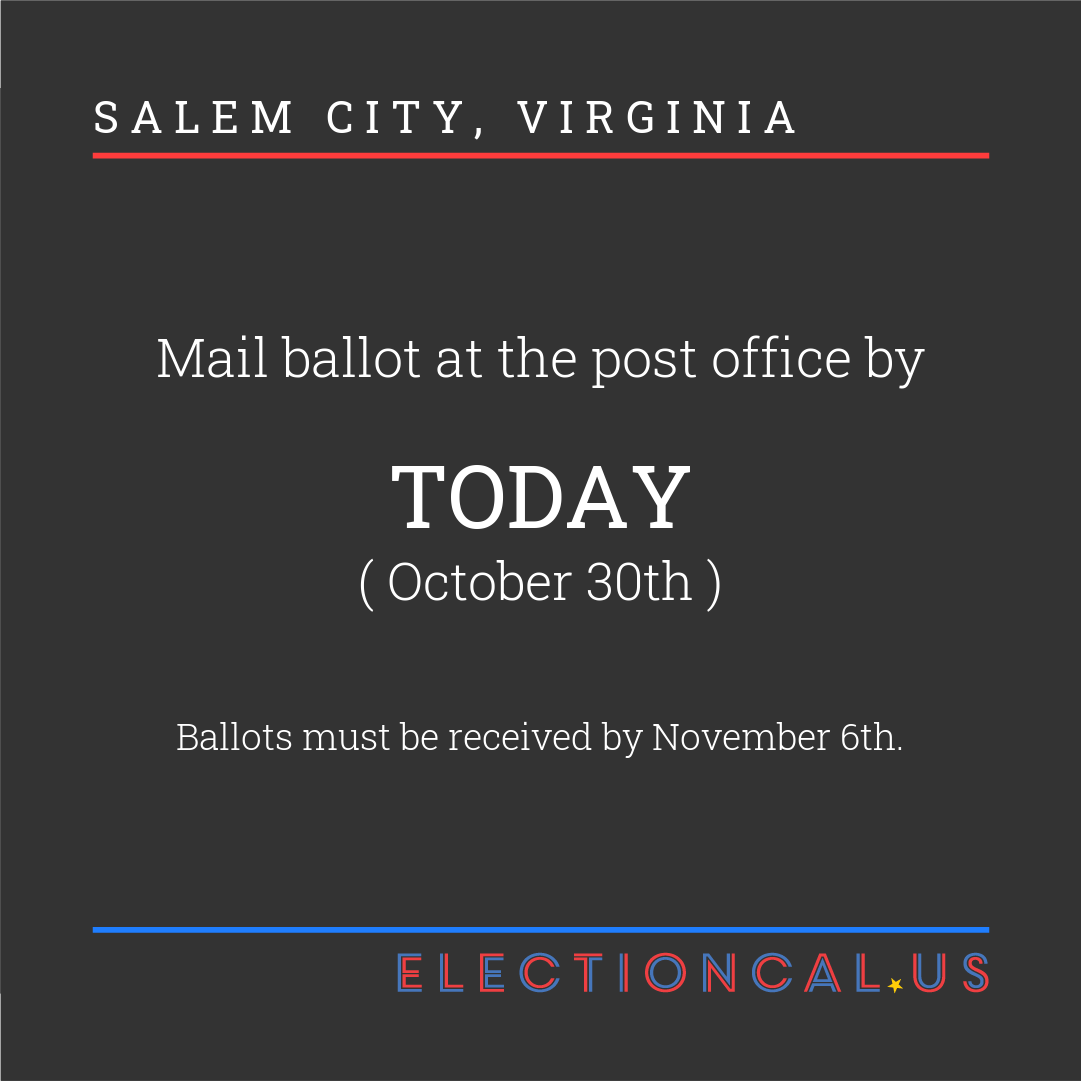 SALEM CITY, VIRGINIA
Mail ballot at the post office by
TODAY
( October 30th )
Ballots must be received by November 6th.
ELECTIONCAL.US